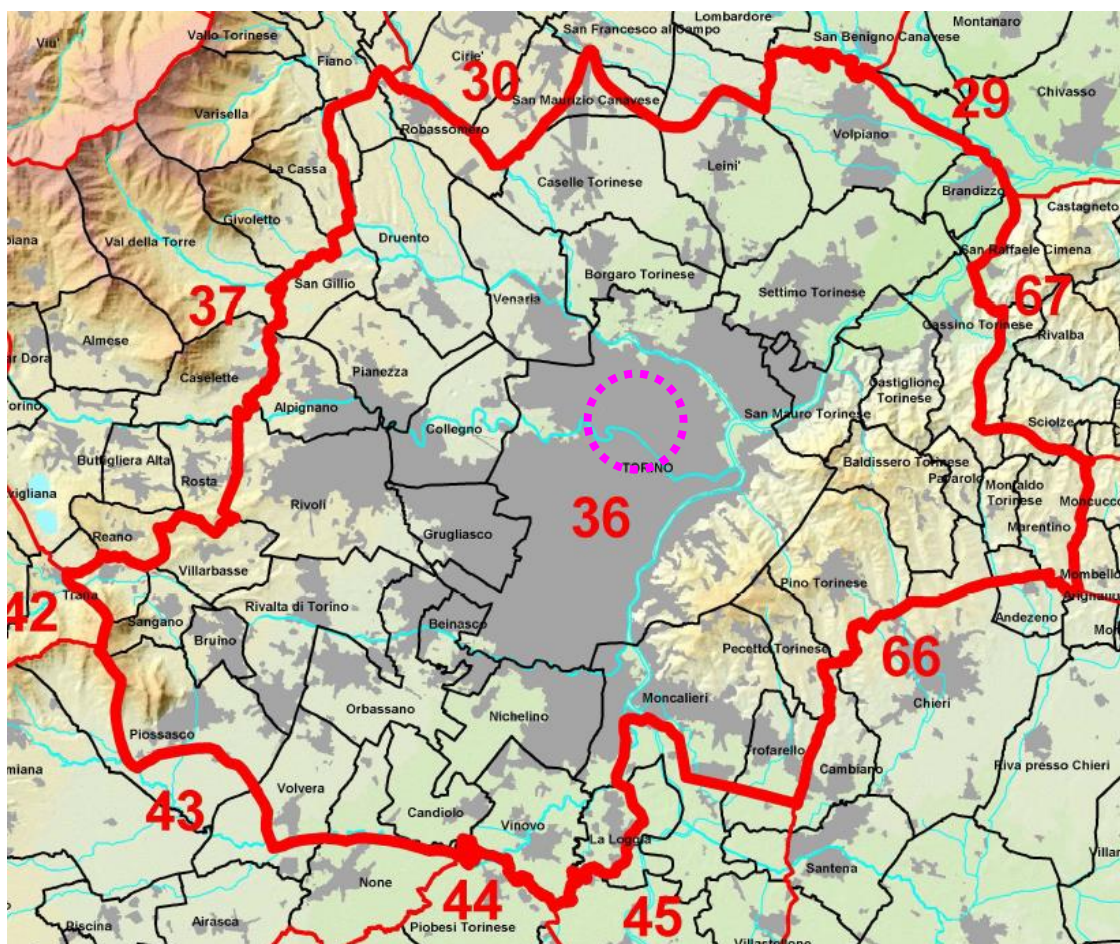 Lombardore
Montanaro
Vallo Torinese
San Francesco al Campo
San Benigno Canavese
Viu'
Fiano
Cirie'
30
29
Chivasso
San Maurizio Canavese
Varisella
Robassomero
Volpiano
La Cassa
Leini'
Caselle Torinese
Brandizzo
Castagneto
Givoletto
Druento
Val della Torre
San Raffaele Cimena
Borgaro Torinese
San Gillio
Settimo Torinese
Venaria
37
67
Gassino Torinese
Rivalba
Almese
Pianezza
Caselette
Castiglione
Torinese
Alpignano
San Mauro Torinese
Sciolze
Collegno
Buttigliera Alta
Baldissero Torinese
TORINO
Pavarolo
Montaldo
Torinese
Moncucco
Rosta
Rivoli
36
Marentino
Grugliasco
Reano
Villarbasse
Mombello
Pino Torinese
Trana
42
Rivalta di Torino
Sangano
Beinasco
Andezeno
Bruino
Pecetto Torinese
66
Moncalieri
Chieri
Orbassano
Nichelino
Piossasco
Trofarello
Cambiano
Riva presso Chieri
Volvera
43
Candiolo
Vinovo
La Loggia
Santena
None
44
45
Airasca
Piscina
Piobesi Torinese